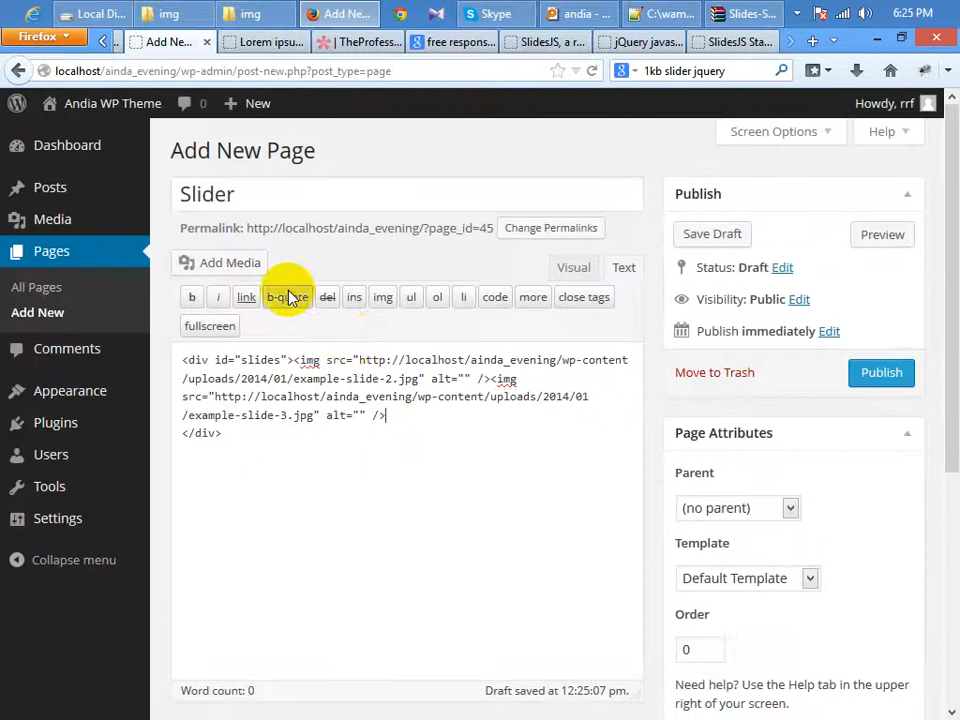 Local Di...
img
img
Add Ne...
Skype
andia - ...
C:\wam...
Slides-S...
6:25 PM
Firefox
Add Ne...
Lorem ipsu...
| TheProfess...
free respons...
SlidesJS, a r...
jQuery javas...
SlidesJS Sta...
localhost/ainda_evening/wp-admin/post-new.php?post_type=page
1kb slider jquery
Andia WP Theme
0
New
Howdy, rrf
Screen Options
Help
Dashboard
Posts
Media
Pages
All Pages
Add New
Comments
Appearance
Plugins
Users
Tools
Settings
Collapse menu
Add New Page
Slider
Permalink: http://localhost/ainda_evening/?page_id=45
Change Permalinks
Add Media
Visual
Text
b
i
link
b-quote
del
ins
img
ul
ol
li
code
more
close tags
fullscreen
<div id="slides"><img src="http://localhost/ainda_evening/wp-content
/uploads/2014/01/example-slide-2.jpg" alt="" /><img
src="http://localhost/ainda_evening/wp-content/uploads/2014/01
/example-slide-3.jpg" alt="" />
</div>
Word count: 0
Draft saved at 12:25:07 pm.
Publish
Save Draft
Preview
Status: Draft Edit
Visibility: Public Edit
Publish immediately Edit
Move to Trash
Publish
Page Attributes
Parent
(no parent)
Template
Default Template
Order
0
Need help? Use the Help tab in the upper
right of your screen.